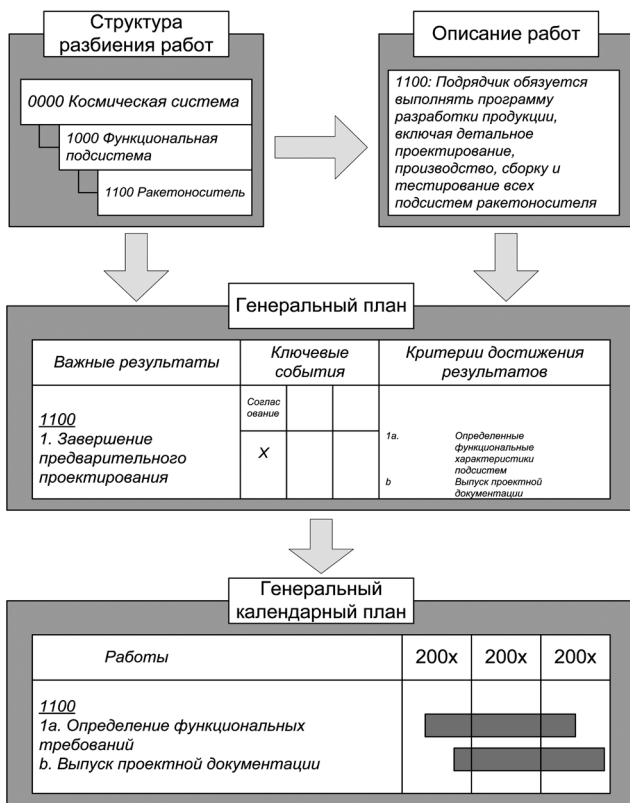 Структура
разбиения работ
0000 Космическая система
1000 Функциональная
подсистема
1100 Ракетоноситель
Описание работ
1100: Подрядчик обязуется
выполнять программу
разработки продукции,
включая детальное
проектирование,
производство, сборку и
тестирование всех
подсистем ракетоносителя
Генеральный план
Важные результаты
Ключевые
события
Критерии достижения
результатов
1100
1. Завершение
предварительного
проектирования
Соглас
ование
X
1a. Определенные
функциональные
характеристики
подсистем
b Выпуск проектной
документации
Генеральный
календарный план
Работы 200x 200x 200x
1100
1a. Определение функциональных
требований
b. Выпуск проектной документации